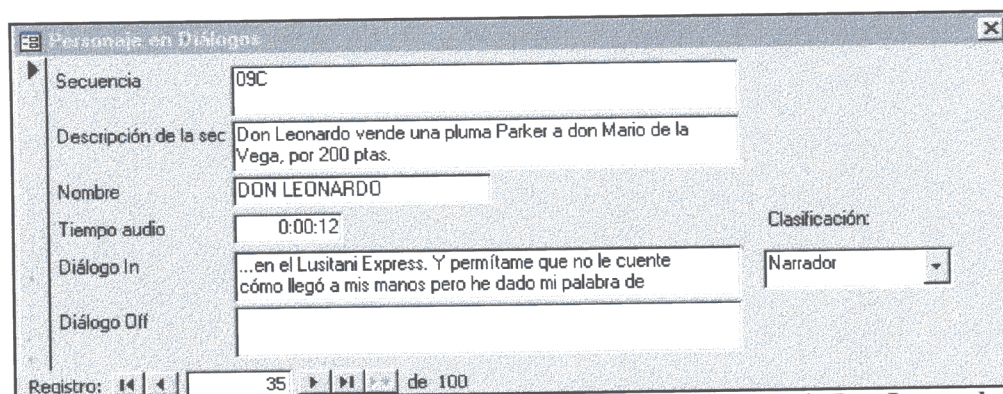 Personaje en Diálogos
Secuencia
09C
Descripción de la sec
Don Leonardo vende una pluma Parker a don Mario de la
Vega, por 200 ptas.
Nombre
DON LEONARDO
Tiempo audio
0:00:12
Clasificación:
Diálogo In
...en el Lusitani Express. Y permítame que no le cuente
cómo llegó a mis manos pero he dado mi palabra de
Narrador
Diálogo Off
Registro: 35 de 100